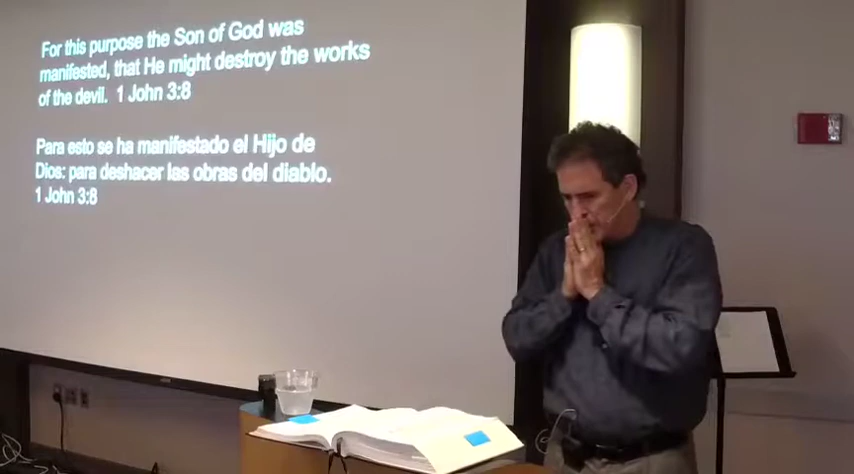 For this purpose the Son of God was
manifested, that He might destroy the works
of the devil. 1 John 3:8
Para esto se ha manifestado el Hijo de
Dios: para deshacer las obras del diablo.
1 John 3:8